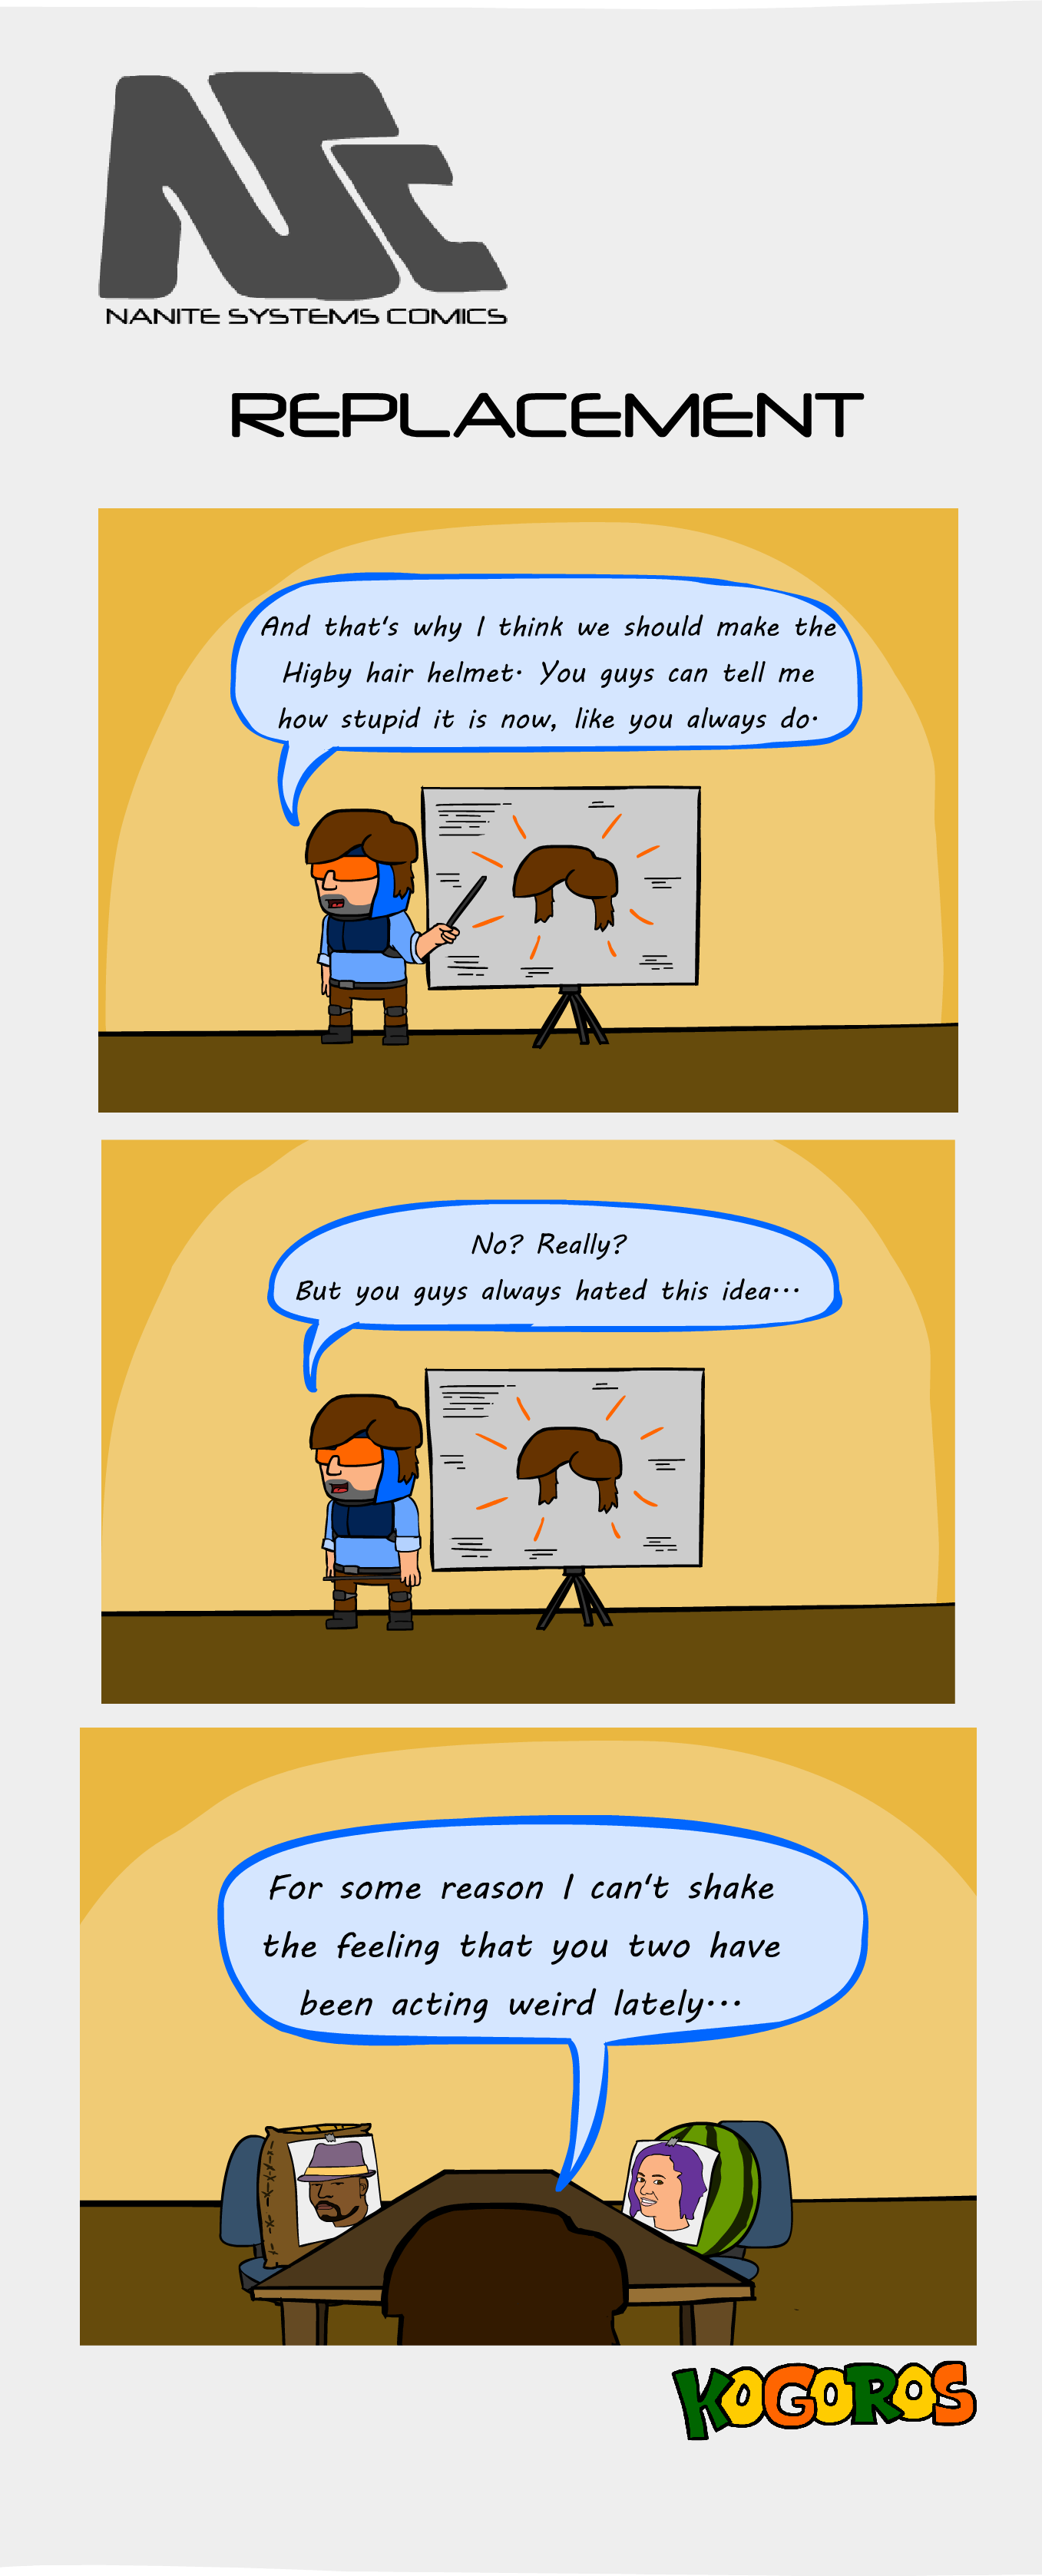 NSC
NANITE SYSTEMS COMICS
REPLACEMENT
And that's why I think we should make the
Higby hair helmet. You guys can tell me
how stupid it is now, like you always do.
No? Really?
But you guys always hated this idea...
For some reason I can't shake
the feeling that you two have
been acting weird lately...
KOGOROS